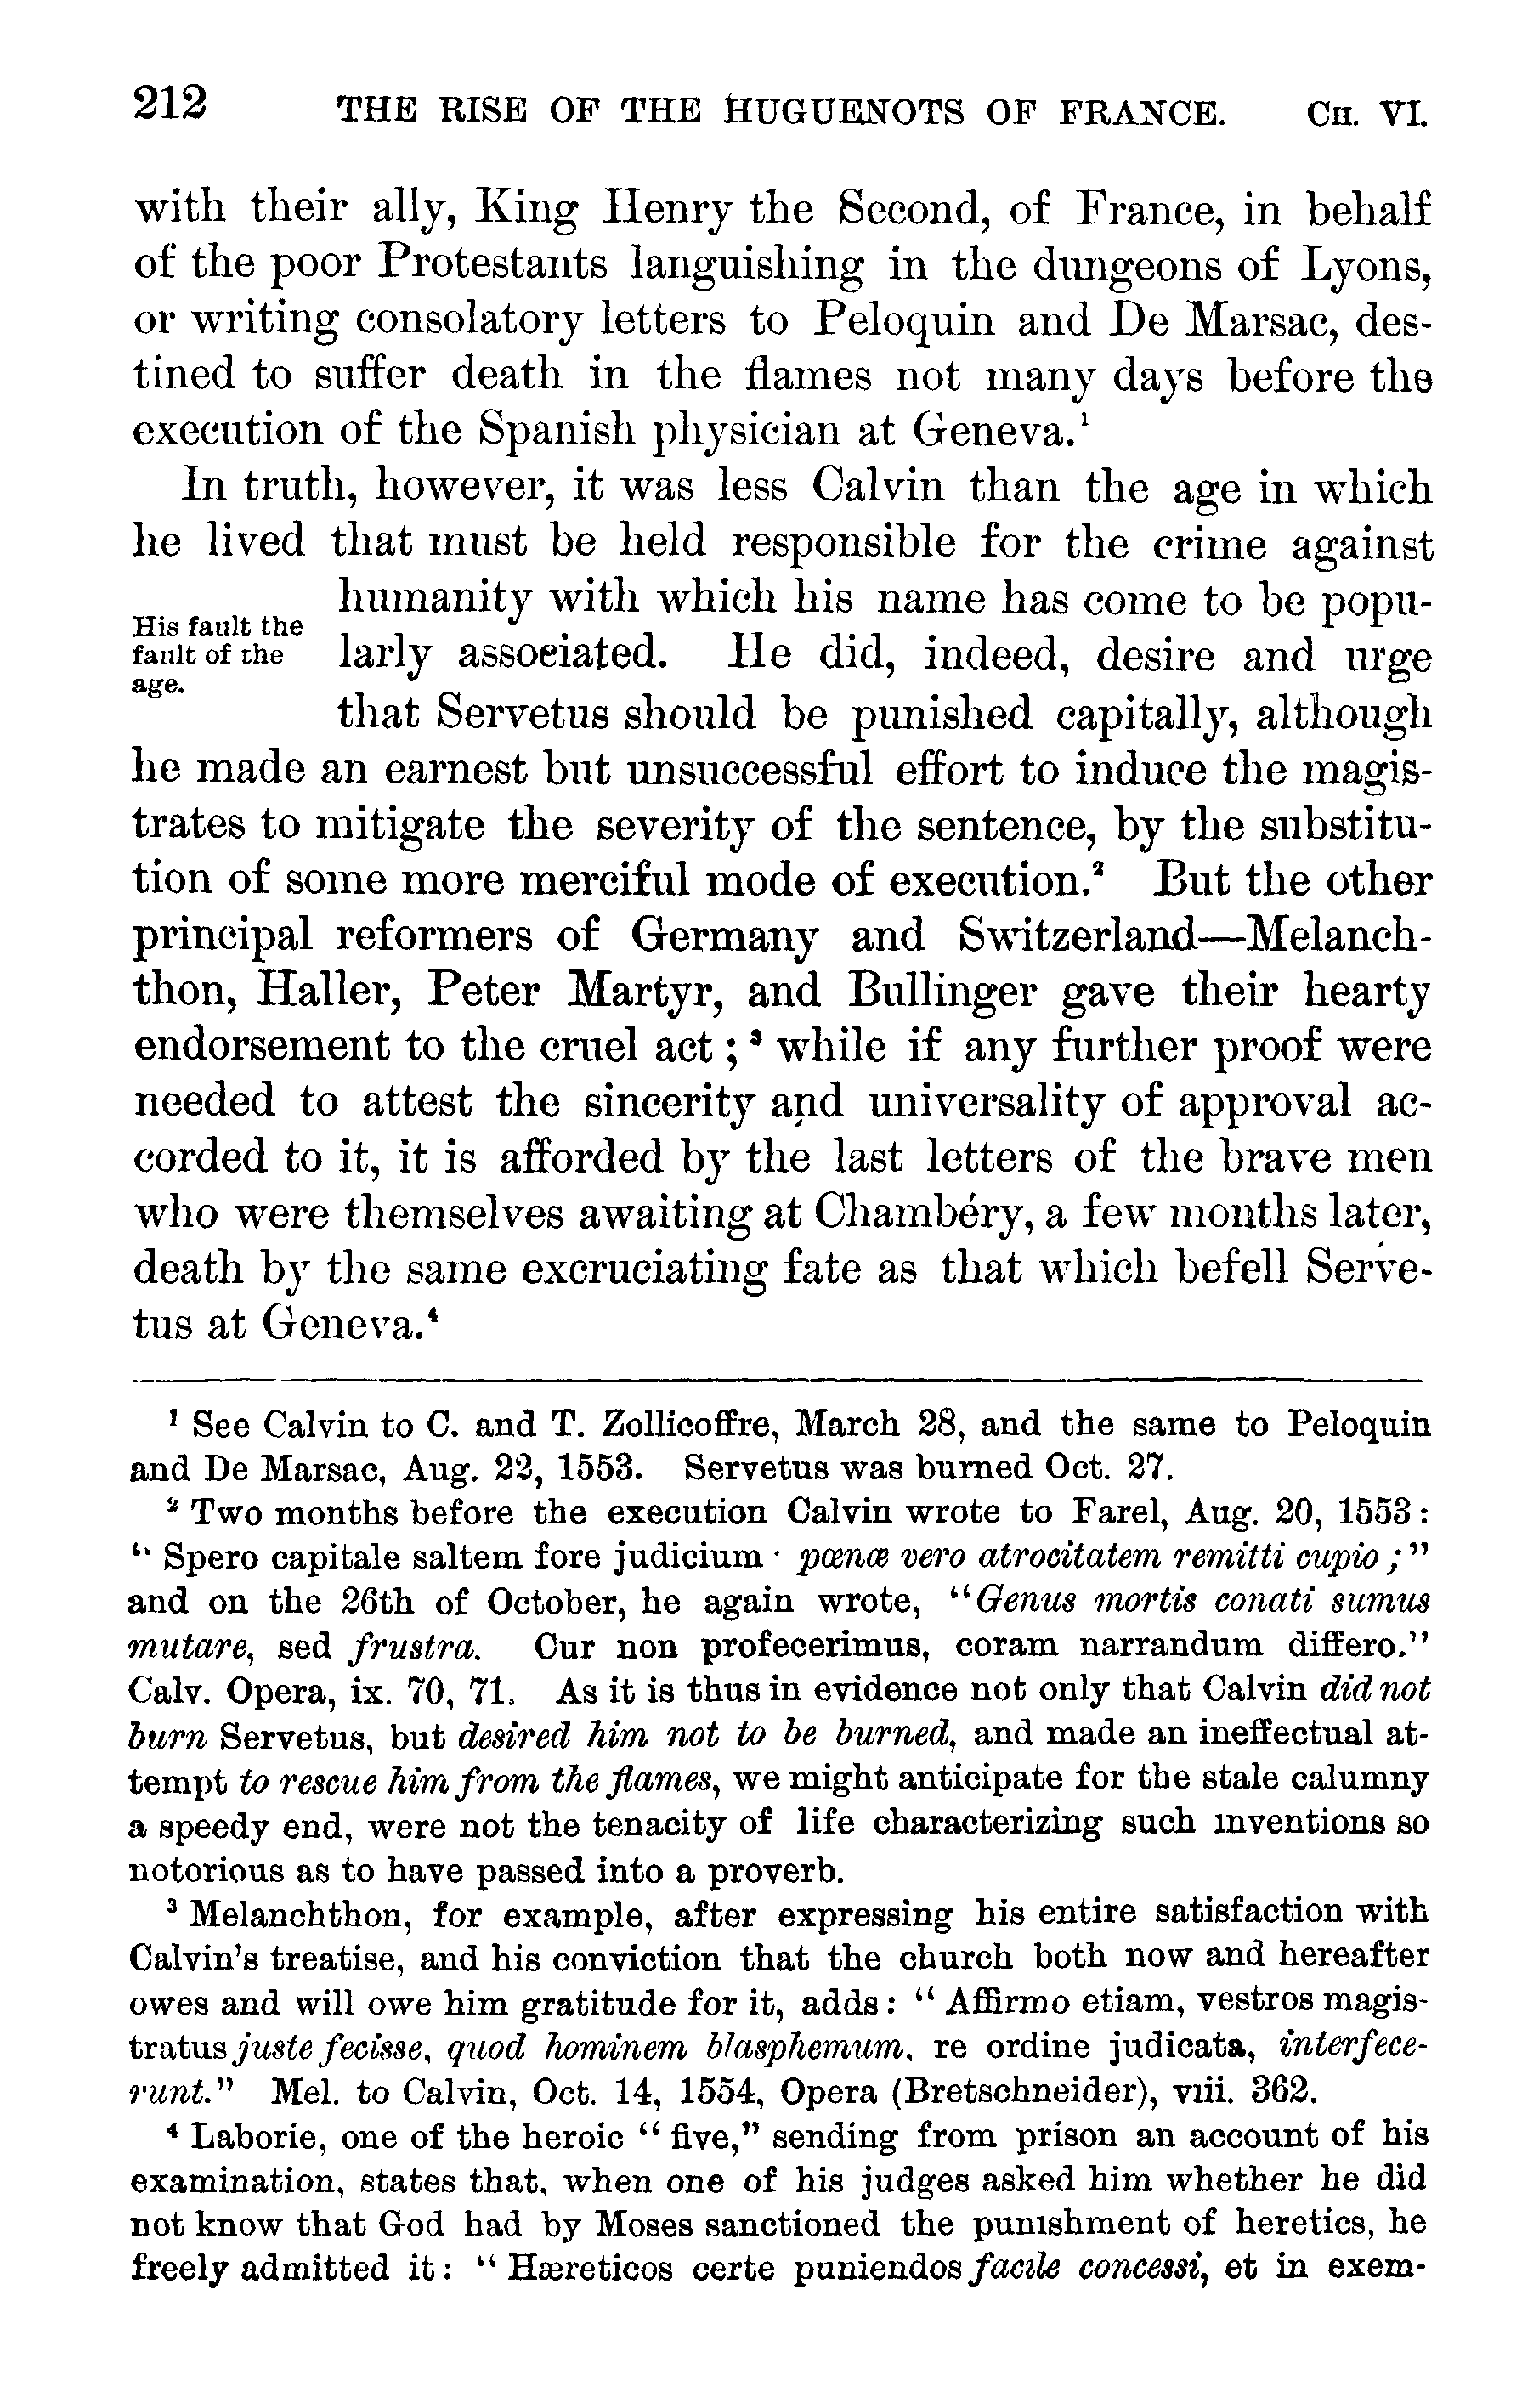 212 THE RISE OF THE HUGUENOTS OF FRANCE. CH. VI.
with their ally, King Henry the Second, of France, in behalf
of the poor Protestants languishing in the dungeons of Lyons,
or writing consolatory letters to Peloquin and De Marsac, des-
tined to suffer death in the flames not many days before the
execution of the Spanish physician at Geneva.¹
In truth, however, it was less Calvin than the age in which
he lived that must be held responsible for the crime against
humanity with which his name has come to be popu-
His fault the
fault of the
age.
larly associated. He did, indeed, desire and urge
that Servetus should be punished capitally, although
he made an earnest but unsuccessful effort to induce the magis-
trates to mitigate the severity of the sentence, by the substitu-
tion of some more merciful mode of execution.² But the other
principal reformers of Germany and Switzerland—Melanch-
thon, Haller, Peter Martyr, and Bullinger gave their hearty
endorsement to the cruel act;³ while if any further proof were
needed to attest the sincerity and universality of approval ac-
corded to it, it is afforded by the last letters of the brave men
who were themselves awaiting at Chambéry, a few months later,
death by the same excruciating fate as that which befell Serve-
tus at Geneva.⁴
¹ See Calvin to C. and T. Zollicoffre, March 28, and the same to Peloquin
and De Marsac, Aug. 22, 1553. Servetus was burned Oct. 27.
² Two months before the execution Calvin wrote to Farel, Aug. 20, 1553:
“Spero capitale saltem fore judicium · pœnœ vero atrocitatem remitti cupio;”
and on the 26th of October, he again wrote, “Genus mortis conati sumus
mutare, sed frustra. Cur non profecerimus, coram narrandum differo.”
Calv. Opera, ix. 70, 71. As it is thus in evidence not only that Calvin did not
burn Servetus, but desired him not to be burned, and made an ineffectual at-
tempt to rescue him from the flames, we might anticipate for the stale calumny
a speedy end, were not the tenacity of life characterizing such inventions so
notorious as to have passed into a proverb.
³ Melanchthon, for example, after expressing his entire satisfaction with
Calvin's treatise, and his conviction that the church both now and hereafter
owes and will owe him gratitude for it, adds: “Affirmo etiam, vestros magis-
tratus juste fecisse, quod hominem blasphemum, re ordine judicata, interfece-
runt.” Mel. to Calvin, Oct. 14, 1554, Opera (Bretschneider), viii. 362.
⁴ Laborie, one of the heroic “five,” sending from prison an account of his
examination, states that, when one of his judges asked him whether he did
not know that God had by Moses sanctioned the punishment of heretics, he
freely admitted it: “Hæreticos certe puniendos facile concessi, et in exem-